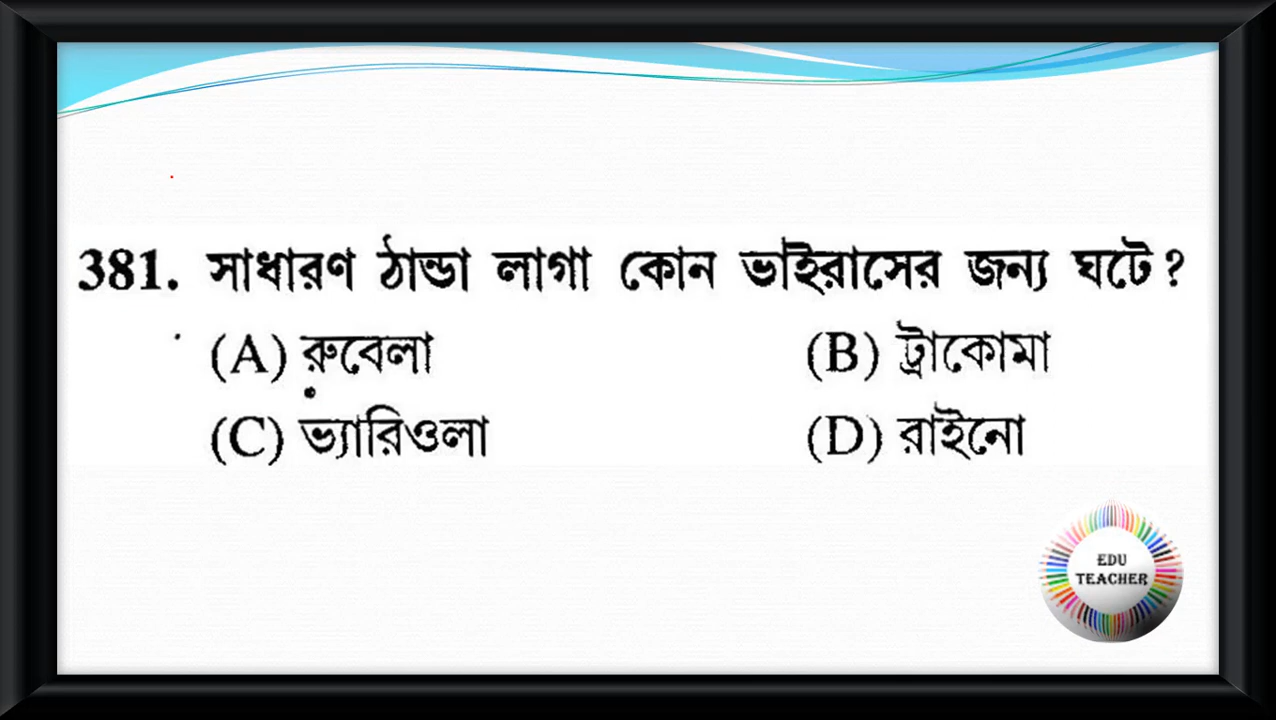 381. সাধারণ ঠান্ডা লাগা কোন ভাইরাসের জন্য ঘটে?
(A) রুবেলা (B) ট্রাকোমা
(C) ভ্যারিওলা (D) রাইনো
EDU
TEACHER